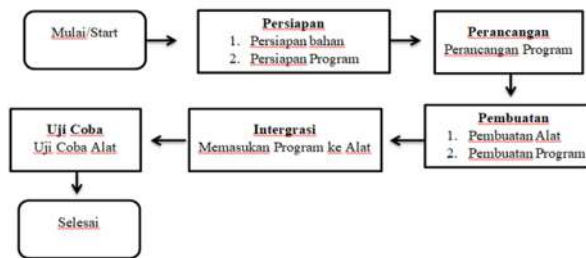 Mulai/Start
Persiapan
1. Persiapan bahan
2. Persiapan Program
Perancangan
Perancangan Program
Pembuatan
1. Pembuatan Alat
2. Pembuatan Program
Intergrasi
Memasukan Program ke Alat
Uji Coba
Uji Coba Alat
Selesai